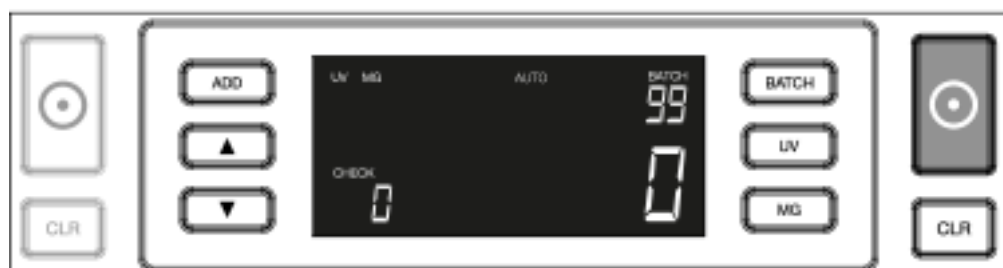 ADD
▲
▼
CLR
UV MG AUTO BATCH
99
CHECK
0
0
BATCH
UV
MG
CLR